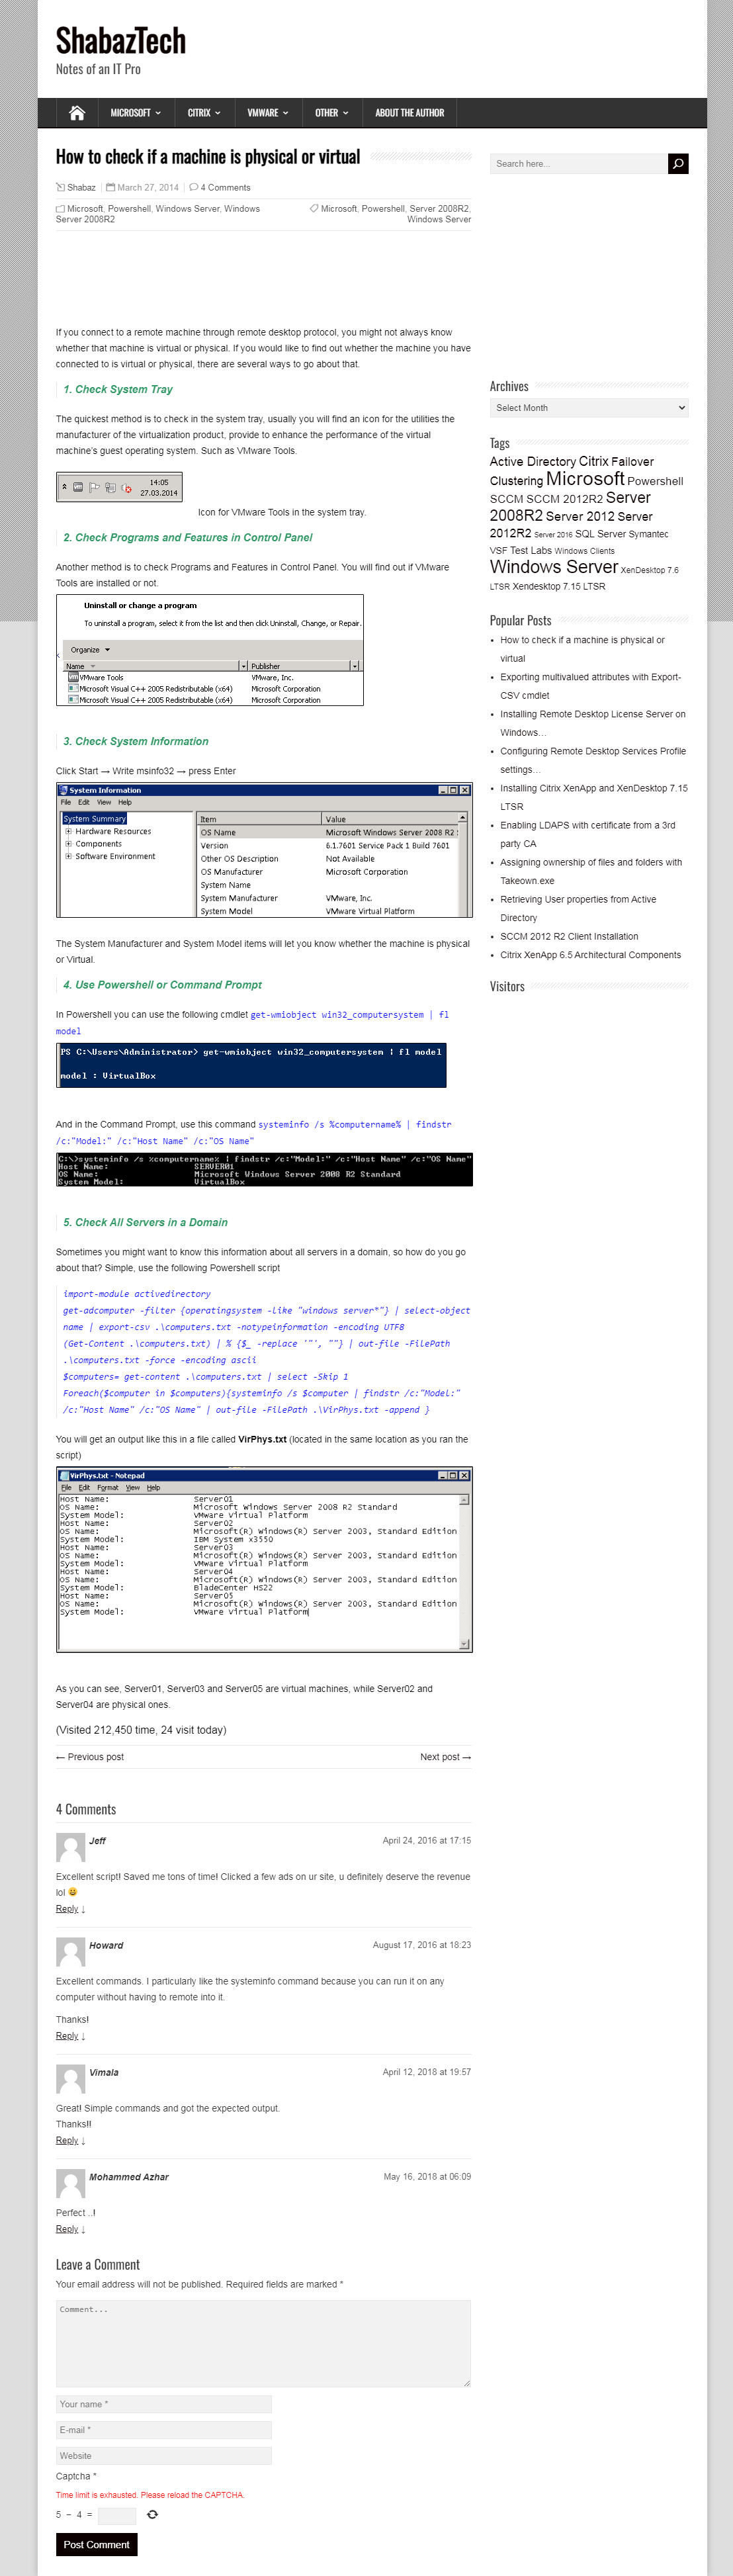 ShabazTech
Notes of an IT Pro
MICROSOFT CITRIX VMWARE OTHER ABOUT THE AUTHOR
How to check if a machine is physical or virtual
Shabaz March 27, 2014 4 Comments
Microsoft, Powershell, Windows Server, Windows
Server 2008R2
Microsoft, Powershell, Server 2008R2,
Windows Server
If you connect to a remote machine through remote desktop protocol, you might not always know
whether that machine is virtual or physical. If you would like to find out whether the machine you have
connected to is virtual or physical, there are several ways to go about that.
1. Check System Tray
The quickest method is to check in the system tray, usually you will find an icon for the utilities the
manufacturer of the virtualization product, provide to enhance the performance of the virtual
machine's guest operating system. Such as VMware Tools.
14:05
27.03.2014
Icon for VMware Tools in the system tray.
2. Check Programs and Features in Control Panel
Another method is to check Programs and Features in Control Panel. You will find out if VMware
Tools are installed or not.
Uninstall or change a program
To uninstall a program, select it from the list and then click Uninstall, Change, or Repair.
Organize
Name Publisher
VMware Tools VMware, Inc.
Microsoft Visual C++ 2005 Redistributable (x64) Microsoft Corporation
Microsoft Visual C++ 2005 Redistributable (x64) Microsoft Corporation
3. Check System Information
Click Start → Write msinfo32 → press Enter
System Information
File Edit View Help
System Summary
Hardware Resources
Components
Software Environment
Item Value
OS Name Microsoft Windows Server 2008 R2 S
Version 6.1.7601 Service Pack 1 Build 7601
Other OS Description Not Available
OS Manufacturer Microsoft Corporation
System Name
System Manufacturer VMware, Inc.
System Model VMware Virtual Platform
The System Manufacturer and System Model items will let you know whether the machine is physical
or Virtual.
4. Use Powershell or Command Prompt
In Powershell you can use the following cmdlet get-wmiobject win32_computersystem | fl
model
PS C:\Users\Administrator> get-wmiobject win32_computersystem | fl model
model : VirtualBox
And in the Command Prompt, use this command systeminfo /s %computername% | findstr
/c:"Model:" /c:"Host Name" /c:"OS Name"
C:\>systeminfo /s %computername% | findstr /c:"Model:" /c:"Host Name" /c:"OS Name"
Host Name: SERVER01
OS Name: Microsoft Windows Server 2008 R2 Standard
System Model: VirtualBox
5. Check All Servers in a Domain
Sometimes you might want to know this information about all servers in a domain, so how do you go
about that? Simple, use the following Powershell script
import-module activedirectory
get-adcomputer -filter {operatingsystem -like "windows server*"} | select-object
name | export-csv .\computers.txt -notypeinformation -encoding UTF8
(Get-Content .\computers.txt) | % {$_ -replace '"', ""} | out-file -FilePath
.\computers.txt -force -encoding ascii
$computers= get-content .\computers.txt | select -Skip 1
Foreach($computer in $computers){systeminfo /s $computer | findstr /c:"Model:"
/c:"Host Name" /c:"OS Name" | out-file -FilePath .\VirPhys.txt -append }
You will get an output like this in a file called VirPhys.txt (located in the same location as you ran the
script)
VirPhys.txt - Notepad
File Edit Format View Help
Host Name: Server01
OS Name: Microsoft Windows Server 2008 R2 Standard
System Model: VMware Virtual Platform
Host Name: Server02
OS Name: Microsoft(R) Windows(R) Server 2003, Standard Edition
System Model: IBM System x3550
Host Name: Server03
OS Name: Microsoft(R) Windows(R) Server 2003, Standard Edition
System Model: VMware Virtual Platform
Host Name: Server04
OS Name: Microsoft(R) Windows(R) Server 2003, Standard Edition
System Model: BladeCenter HS22
Host Name: Server05
OS Name: Microsoft(R) Windows(R) Server 2003, Standard Edition
System Model: VMware Virtual Platform
As you can see, Server01, Server03 and Server05 are virtual machines, while Server02 and
Server04 are physical ones.
(Visited 212,450 time, 24 visit today)
← Previous post Next post →
4 Comments
Jeff April 24, 2016 at 17:15
Excellent script! Saved me tons of time! Clicked a few ads on ur site, u definitely deserve the revenue
lol 😀
Reply ↓
Howard August 17, 2016 at 18:23
Excellent commands. I particularly like the systeminfo command because you can run it on any
computer without having to remote into it.
Thanks!
Reply ↓
Vimala April 12, 2018 at 19:57
Great! Simple commands and got the expected output.
Thanks!!
Reply ↓
Mohammed Azhar May 16, 2018 at 06:09
Perfect ..!
Reply ↓
Leave a Comment
Your email address will not be published. Required fields are marked *
Comment...
Your name *
E-mail *
Website
Captcha *
Time limit is exhausted. Please reload the CAPTCHA.
5 − 4 =
Post Comment
Search here...
Archives
Select Month
Tags
Active Directory Citrix Failover
Clustering Microsoft Powershell
SCCM SCCM 2012R2 Server
2008R2 Server 2012 Server
2012R2 Server 2016 SQL Server Symantec
VSF Test Labs Windows Clients
Windows Server XenDesktop 7.6
LTSR Xendesktop 7.15 LTSR
Popular Posts
How to check if a machine is physical or
virtual
Exporting multivalued attributes with Export-
CSV cmdlet
Installing Remote Desktop License Server on
Windows…
Configuring Remote Desktop Services Profile
settings…
Installing Citrix XenApp and XenDesktop 7.15
LTSR
Enabling LDAPS with certificate from a 3rd
party CA
Assigning ownership of files and folders with
Takeown.exe
Retrieving User properties from Active
Directory
SCCM 2012 R2 Client Installation
Citrix XenApp 6.5 Architectural Components
Visitors